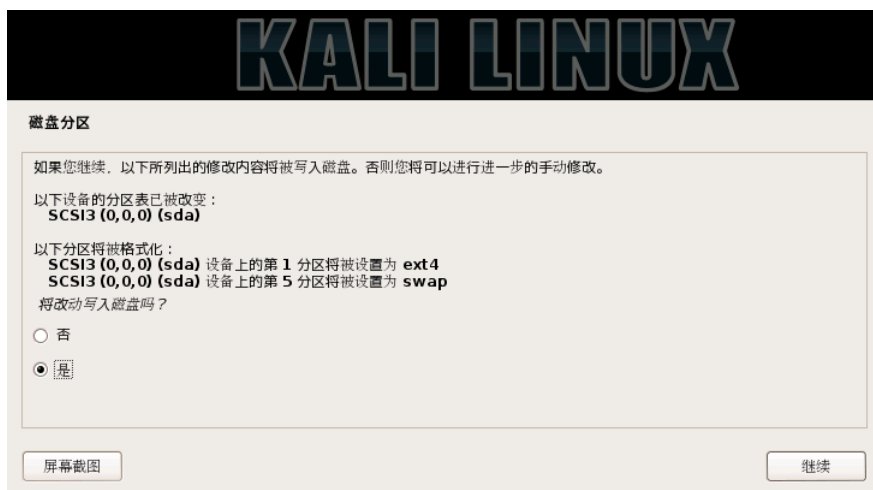 KALI LINUX
磁盘分区
如果您继续，以下所列出的修改内容将被写入磁盘。否则您将可以进行进一步的手动修改。
以下设备的分区表已被改变：
SCSI3 (0,0,0) (sda)
以下分区将被格式化：
SCSI3 (0,0,0) (sda) 设备上的第 1 分区将被设置为 ext4
SCSI3 (0,0,0) (sda) 设备上的第 5 分区将被设置为 swap
将改动写入磁盘吗？
否
是
屏幕截图
继续